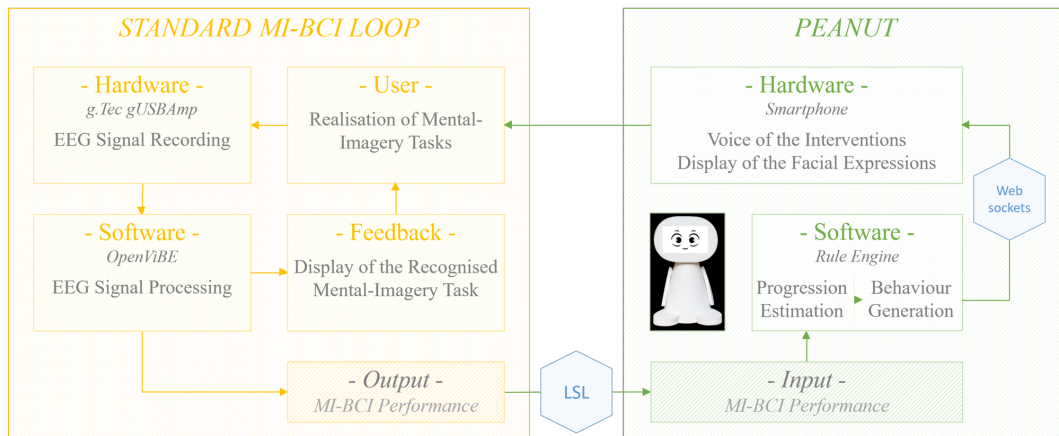 STANDARD MI-BCI LOOP
- Hardware -
g.Tec gUSBAmp
EEG Signal Recording
- User -
Realisation of Mental-
Imagery Tasks
- Software -
OpenViBE
EEG Signal Processing
- Feedback -
Display of the Recognised
Mental-Imagery Task
- Output -
MI-BCI Performance
LSL
PEANUT
- Hardware -
Smartphone
Voice of the Interventions
Display of the Facial Expressions
Web
sockets
- Software -
Rule Engine
Progression
Estimation
Behaviour
Generation
- Input -
MI-BCI Performance